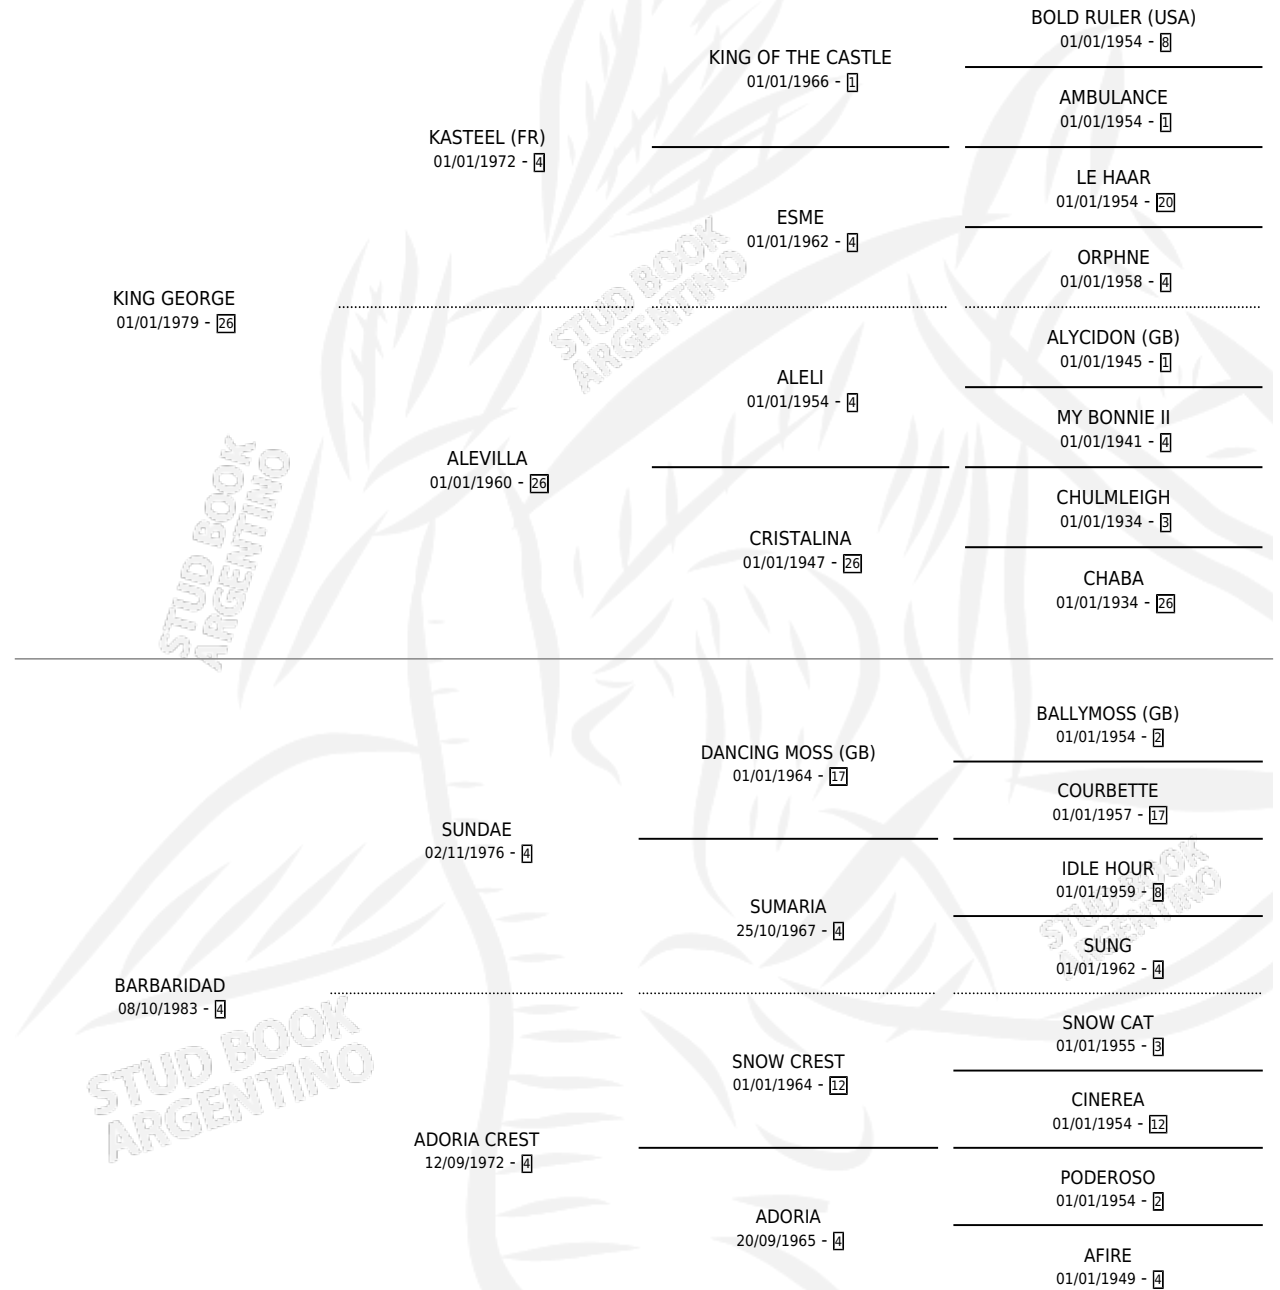 BOLD RULER (USA)
01/01/1954 - 8
KING OF THE CASTLE
01/01/1966 - 1
AMBULANCE
01/01/1954 - 1
KASTEEL (FR)
01/01/1972 - 4
LE HAAR
01/01/1954 - 20
ESME
01/01/1962 - 4
ORPHNE
01/01/1958 - 4
KING GEORGE
01/01/1979 - 26
ALYCIDON (GB)
01/01/1945 - 1
ALELI
01/01/1954 - 4
MY BONNIE II
01/01/1941 - 4
ALEVILLA
01/01/1960 - 26
CHULMLEIGH
01/01/1934 - 3
CRISTALINA
01/01/1947 - 26
CHABA
01/01/1934 - 26
BALLYMOSS (GB)
01/01/1954 - 2
DANCING MOSS (GB)
01/01/1964 - 17
COURBETTE
01/01/1957 - 17
SUNDAE
02/11/1976 - 4
IDLE HOUR
01/01/1959 - 8
SUMARIA
25/10/1967 - 4
SUNG
01/01/1962 - 4
BARBARIDAD
08/10/1983 - 4
SNOW CAT
01/01/1955 - 3
SNOW CREST
01/01/1964 - 12
CINEREA
01/01/1954 - 12
ADORIA CREST
12/09/1972 - 4
PODEROSO
01/01/1954 - 2
ADORIA
20/09/1965 - 4
AFIRE
01/01/1949 - 4
STUD BOOK
ARGENTINO
STUD BOOK
ARGENTINO
STUD BOOK
ARGENTINO
STUD BOOK
ARGENTINO